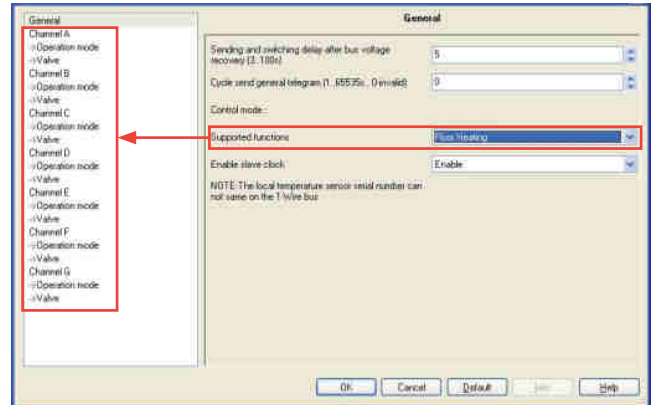 General
Channel A
->Operation mode
->Valve
Channel B
->Operation mode
->Valve
Channel C
->Operation mode
->Valve
Channel D
->Operation mode
->Valve
Channel E
->Operation mode
->Valve
Channel F
->Operation mode
->Valve
Channel G
->Operation mode
->Valve
General
Sending and switching delay after bus voltage
recovery (3..180s)
5
Cycle send general telegram (1..65535s, 0 invalid)
0
Control mode :
Supported functions
Floor Heating
Enable slave clock
Enable
NOTE: The local temperature sensor serial number can
not same on the 1-Wire bus
OK
Cancel
Default
Help